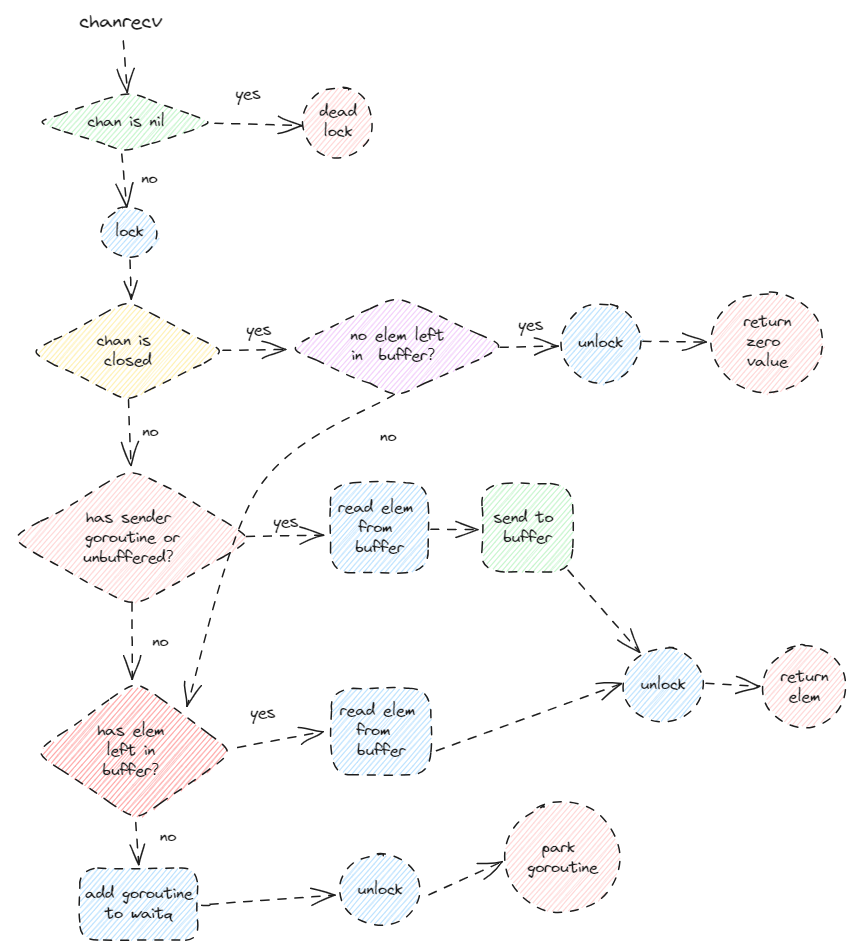 chanrecv
yes
chan is nil
dead
lock
no
lock
chan is
closed
yes
no elem left
in buffer?
yes
unlock
return
zero
value
no
no
has sender
goroutine or
unbuffered?
yes
read elem
from
buffer
send to
buffer
no
unlock
return
elem
has elem
left in
buffer?
yes
read elem
from
buffer
no
add goroutine
to waitq
unlock
park
goroutine